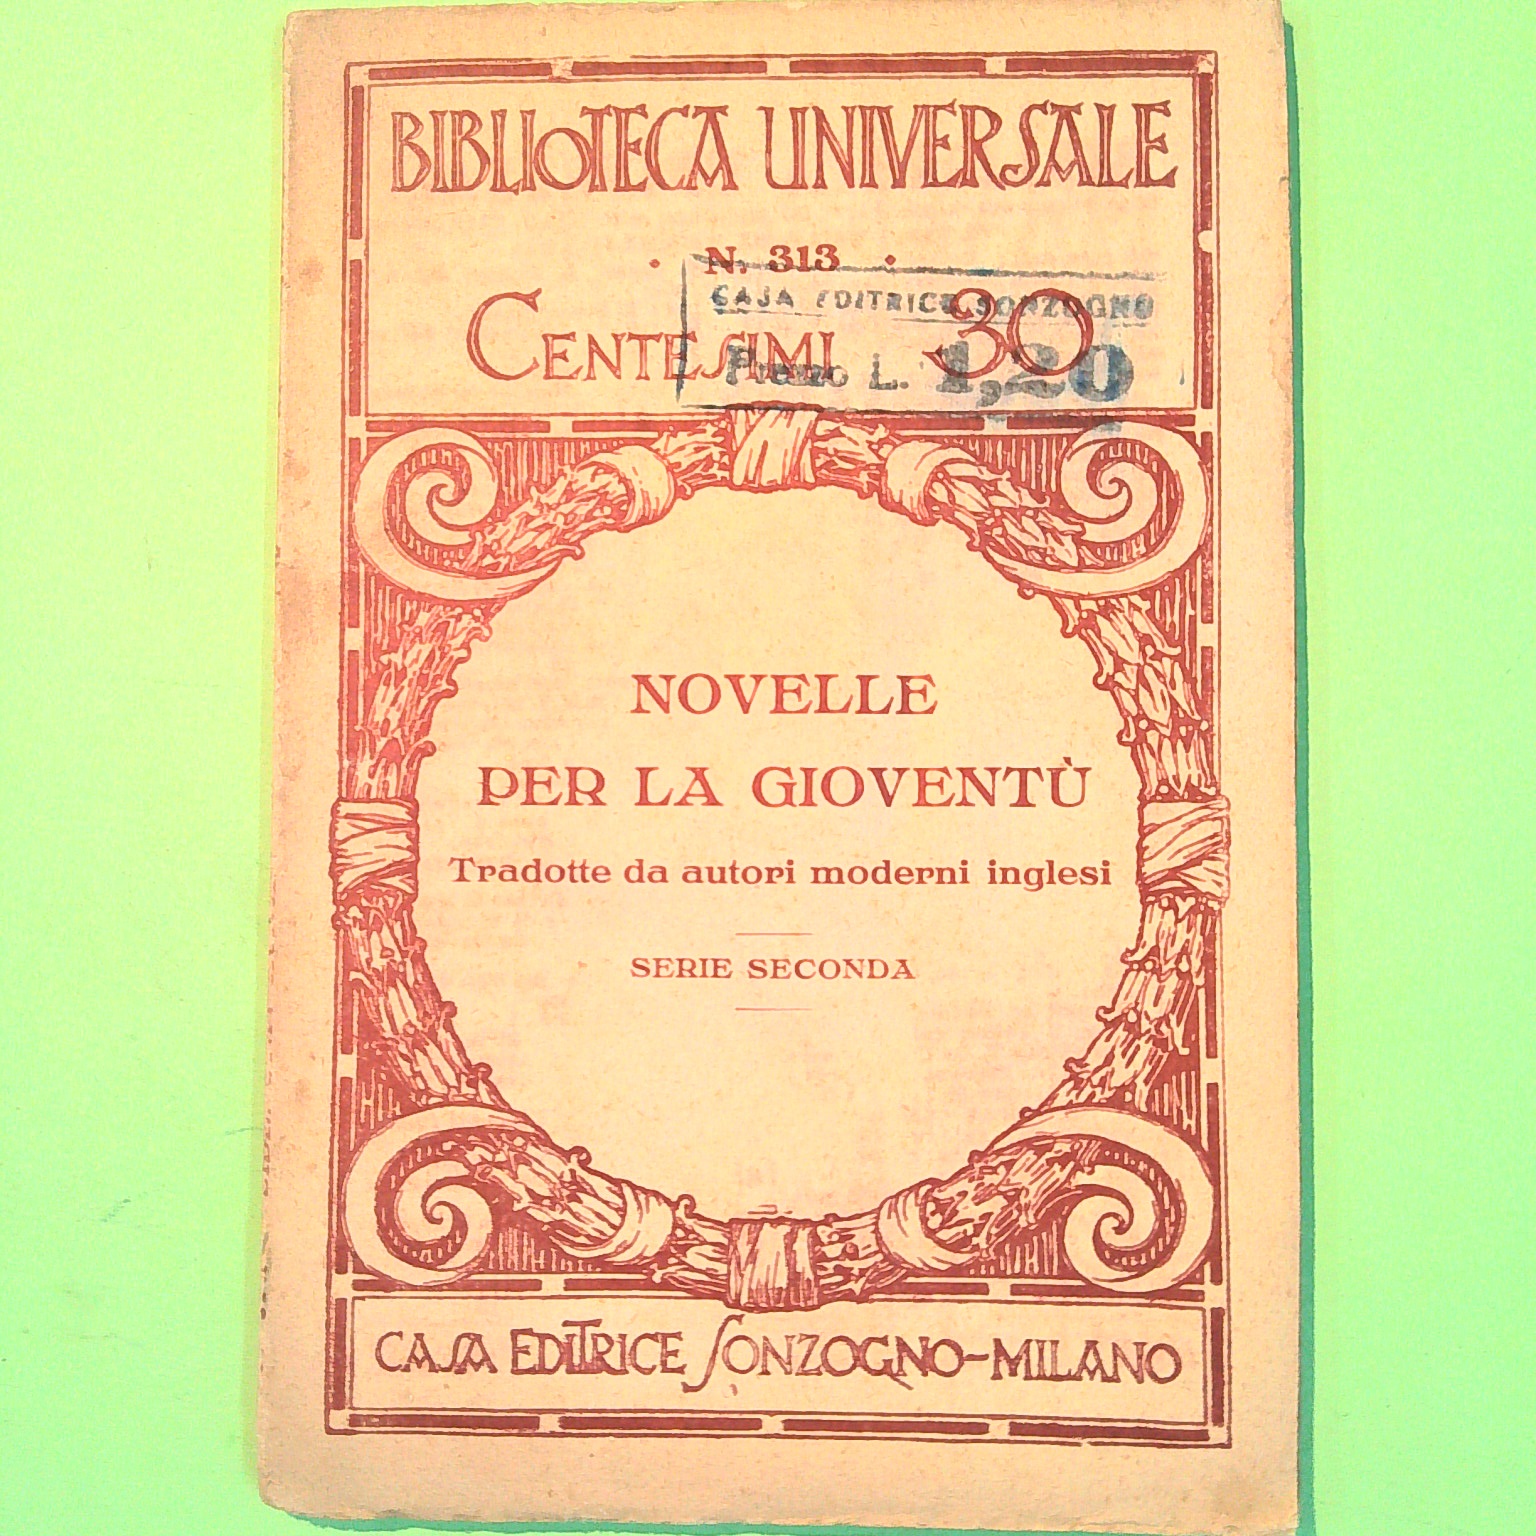 BIBLIOTECA UNIVERSALE
N. 313
CENTESIMI 30
CASA EDITRICE SONZOGNO
Prezzo L. 1,20
NOVELLE
PER LA GIOVENTÙ
Tradotte da autori moderni inglesi
SERIE SECONDA
CASA EDITRICE SONZOGNO-MILANO